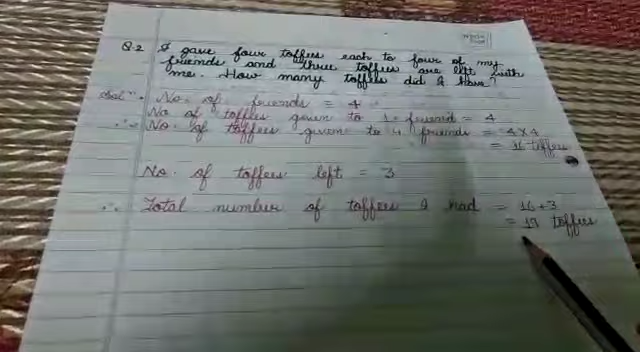 Q.2 I gave four toffees each to four of my
friends and three toffees are left with
me. How many toffees did I have?
Solⁿ:- No. of friends = 4
No of toffees given to 1 friend = 4
∴ No. of toffees given to 4 friends = 4×4
= 16 toffees
No. of toffees left = 3
∴ Total number of toffees I had = 16+3
= 19 toffees